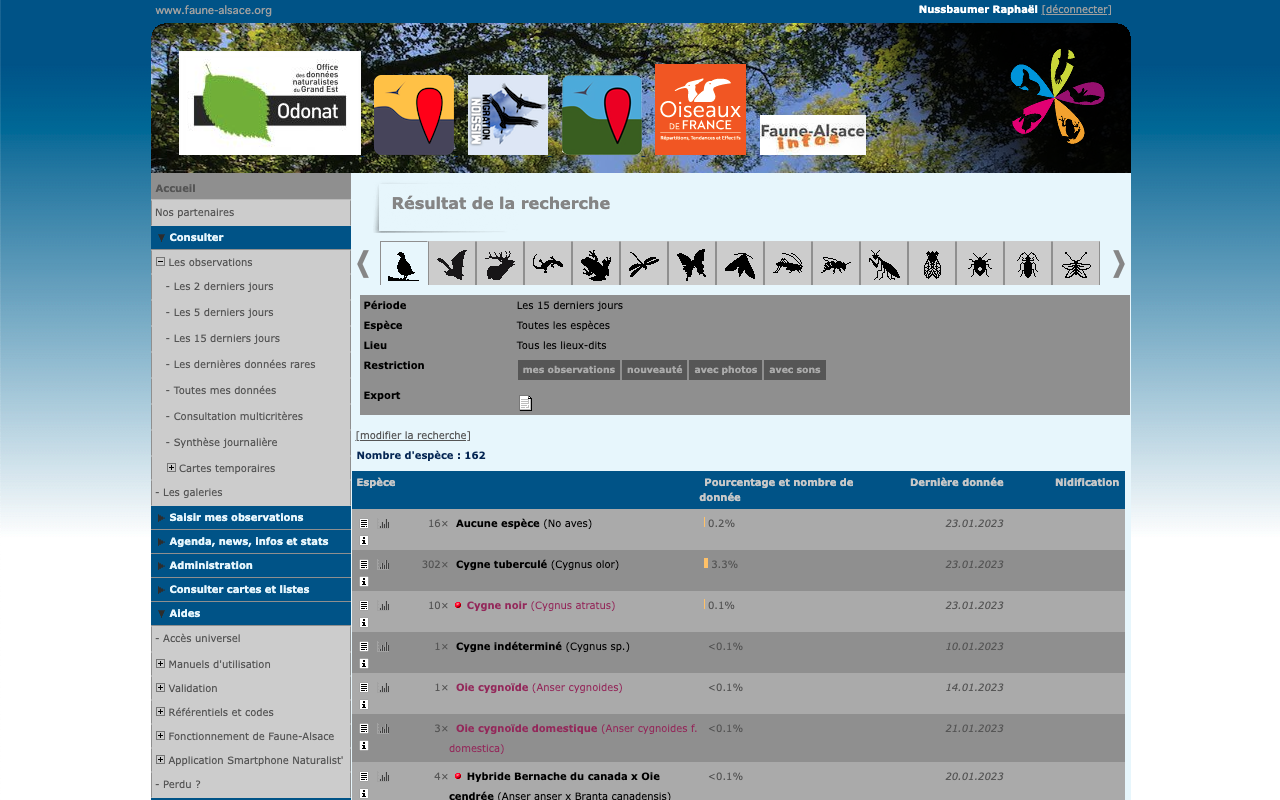 www.faune-alsace.org
Nussbaumer Raphaël [déconnecter]
Office
des données
naturalistes
du Grand Est
Odonat
MISSION
MIGRATION
Oiseaux
DE FRANCE
Répartitions, Tendances et Effectifs
Faune-Alsace
infos
Accueil
Nos partenaires
Consulter
Les observations
- Les 2 derniers jours
- Les 5 derniers jours
- Les 15 derniers jours
- Les dernières données rares
- Toutes mes données
- Consultation multicritères
- Synthèse journalière
Cartes temporaires
- Les galeries
Saisir mes observations
Agenda, news, infos et stats
Administration
Consulter cartes et listes
Aides
- Accès universel
Manuels d'utilisation
Validation
Référentiels et codes
Fonctionnement de Faune-Alsace
Application Smartphone Naturalist'
- Perdu ?
Résultat de la recherche
Période Les 15 derniers jours
Espèce Toutes les espèces
Lieu Tous les lieux-dits
Restriction mes observations nouveauté avec photos avec sons
Export
[modifier la recherche]
Nombre d'espèce : 162
Espèce Pourcentage et nombre de donnée Dernière donnée Nidification
16× Aucune espèce (No aves) 0.2% 23.01.2023
302× Cygne tuberculé (Cygnus olor) 3.3% 23.01.2023
10× Cygne noir (Cygnus atratus) 0.1% 23.01.2023
1× Cygne indéterminé (Cygnus sp.) <0.1% 10.01.2023
1× Oie cygnoïde (Anser cygnoides) <0.1% 14.01.2023
3× Oie cygnoïde domestique (Anser cygnoides f. <0.1% 21.01.2023
domestica)
4× Hybride Bernache du canada x Oie <0.1% 20.01.2023
cendrée (Anser anser x Branta canadensis)